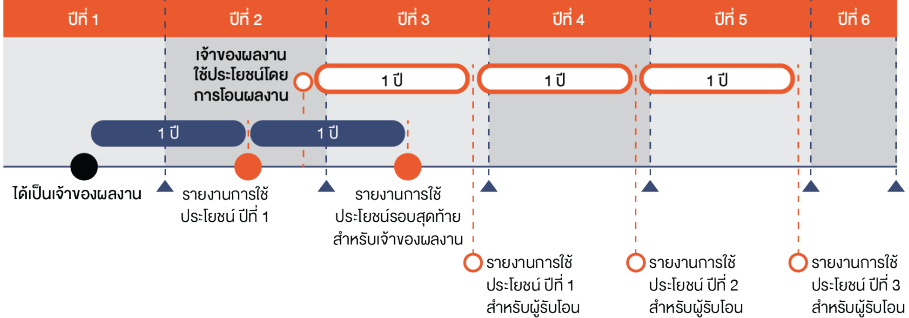 ปีที่ 1
ปีที่ 2
ปีที่ 3
ปีที่ 4
ปีที่ 5
ปีที่ 6
เจ้าของผลงาน
ใช้ประโยชน์โดย
การโอนผลงาน
1 ปี
1 ปี
1 ปี
1 ปี
1 ปี
ได้เป็นเจ้าของผลงาน
รายงานการใช้
ประโยชน์ ปีที่ 1
รายงานการใช้
ประโยชน์รอบสุดท้าย
สำหรับเจ้าของผลงาน
รายงานการใช้
ประโยชน์ ปีที่ 1
สำหรับผู้รับโอน
รายงานการใช้
ประโยชน์ ปีที่ 2
สำหรับผู้รับโอน
รายงานการใช้
ประโยชน์ ปีที่ 3
สำหรับผู้รับโอน